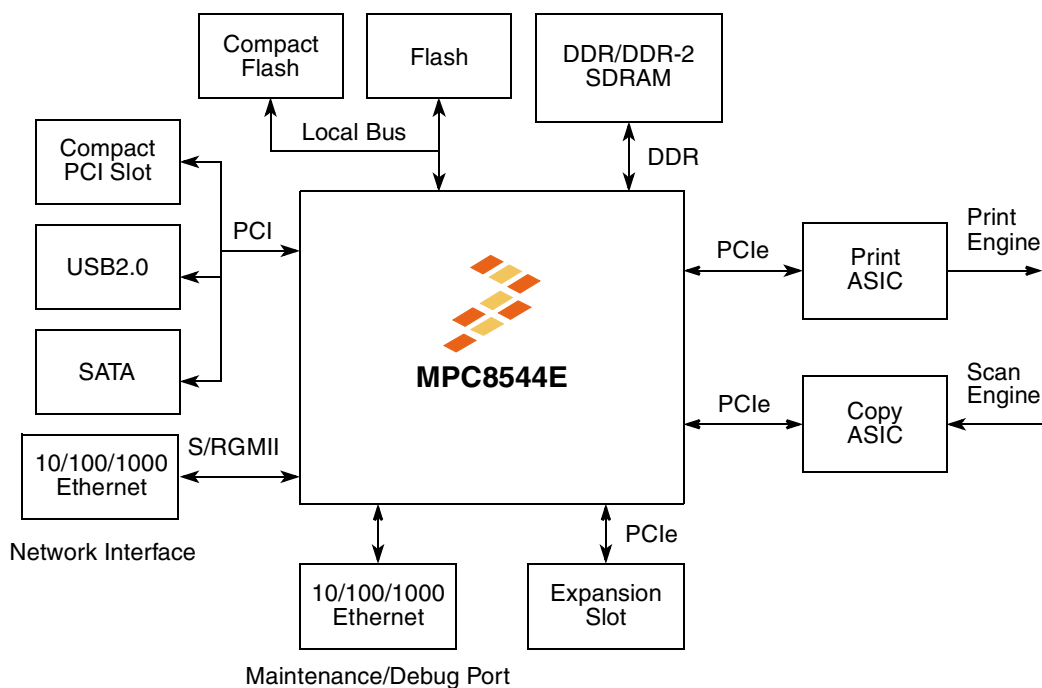 Compact
Flash
Flash
DDR/DDR-2
SDRAM
Local Bus
DDR
Compact
PCI Slot
PCI
USB2.0
SATA
S/RGMII
10/100/1000
Ethernet
Network Interface
MPC8544E
PCIe
Print
ASIC
Print
Engine
PCIe
Copy
ASIC
Scan
Engine
10/100/1000
Ethernet
Maintenance/Debug Port
PCIe
Expansion
Slot